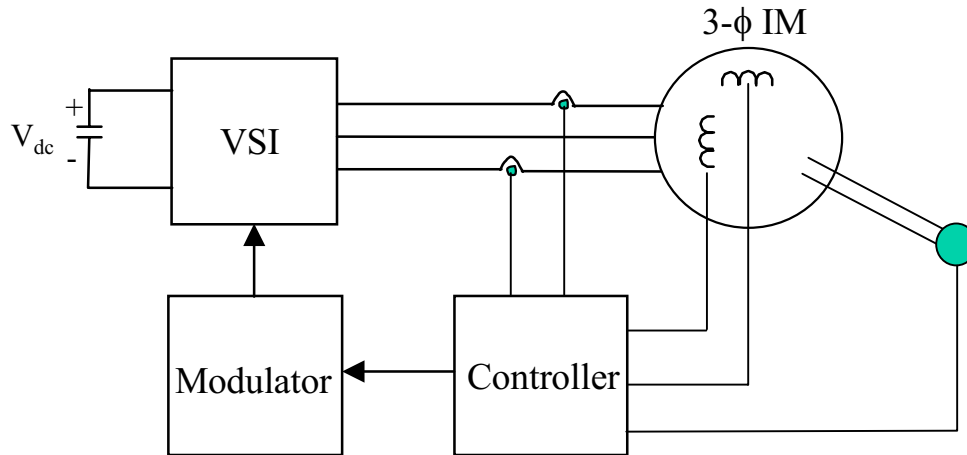 3-ϕ IM
+
V_dc
-
VSI
Modulator
Controller